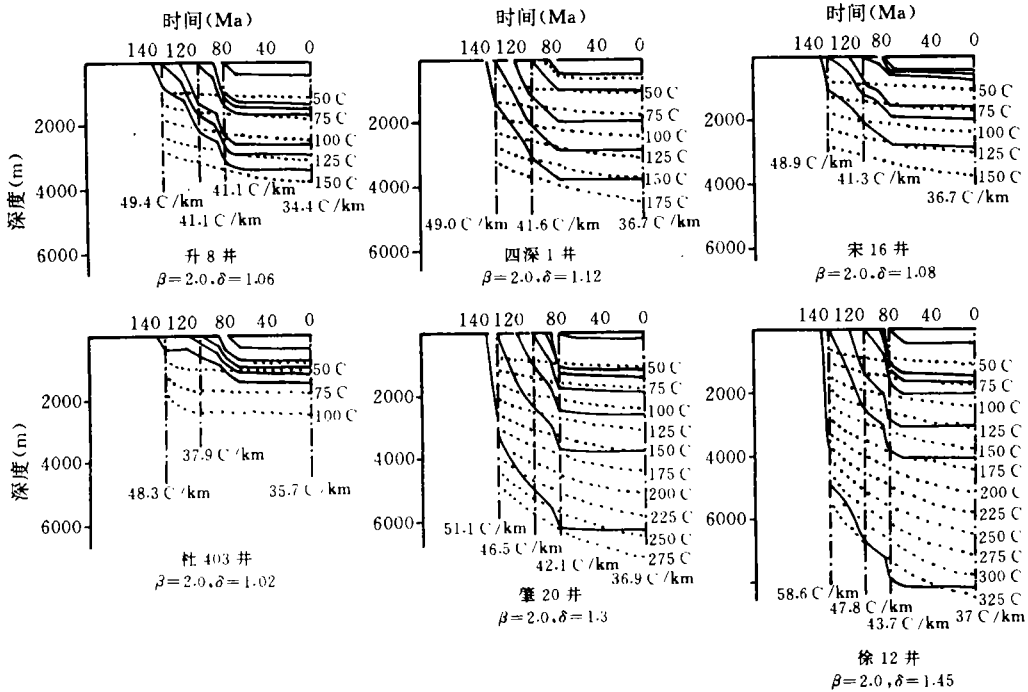 时间(Ma)
140 120 80 40 0
深度(m)
2000
4000
6000
50 C
75 C
100 C
125 C
150 C
49.4 C/km
41.1 C/km
41.1 C/km
34.4 C/km
升 8 井
β=2.0,δ=1.06
时间(Ma)
140 120 80 40 0
2000
4000
6000
50 C
75 C
100 C
125 C
150 C
175 C
49.0 C/km
41.6 C/km
36.7 C/km
四深 1 井
β=2.0,δ=1.12
时间(Ma)
140 120 80 40 0
2000
4000
6000
50 C
75 C
100 C
125 C
150 C
48.9 C/km
41.3 C/km
36.7 C/km
宋 16 井
β=2.0,δ=1.08
140 120 80 40 0
深度(m)
2000
4000
6000
50 C
75 C
100 C
37.9 C/km
48.3 C/km
35.7 C/km
杜 403 井
β=2.0,δ=1.02
140 120 80 40 0
2000
4000
6000
50 C
75 C
100 C
125 C
150 C
175 C
200 C
225 C
250 C
275 C
51.1 C/km
46.5 C/km
42.1 C/km
36.9 C/km
肇 20 井
β=2.0,δ=1.3
140 120 80 40 0
2000
4000
6000
50 C
75 C
100 C
125 C
150 C
175 C
200 C
225 C
250 C
275 C
300 C
325 C
58.6 C/km
47.8 C/km
43.7 C/km
37 C/km
徐 12 井
β=2.0,δ=1.45